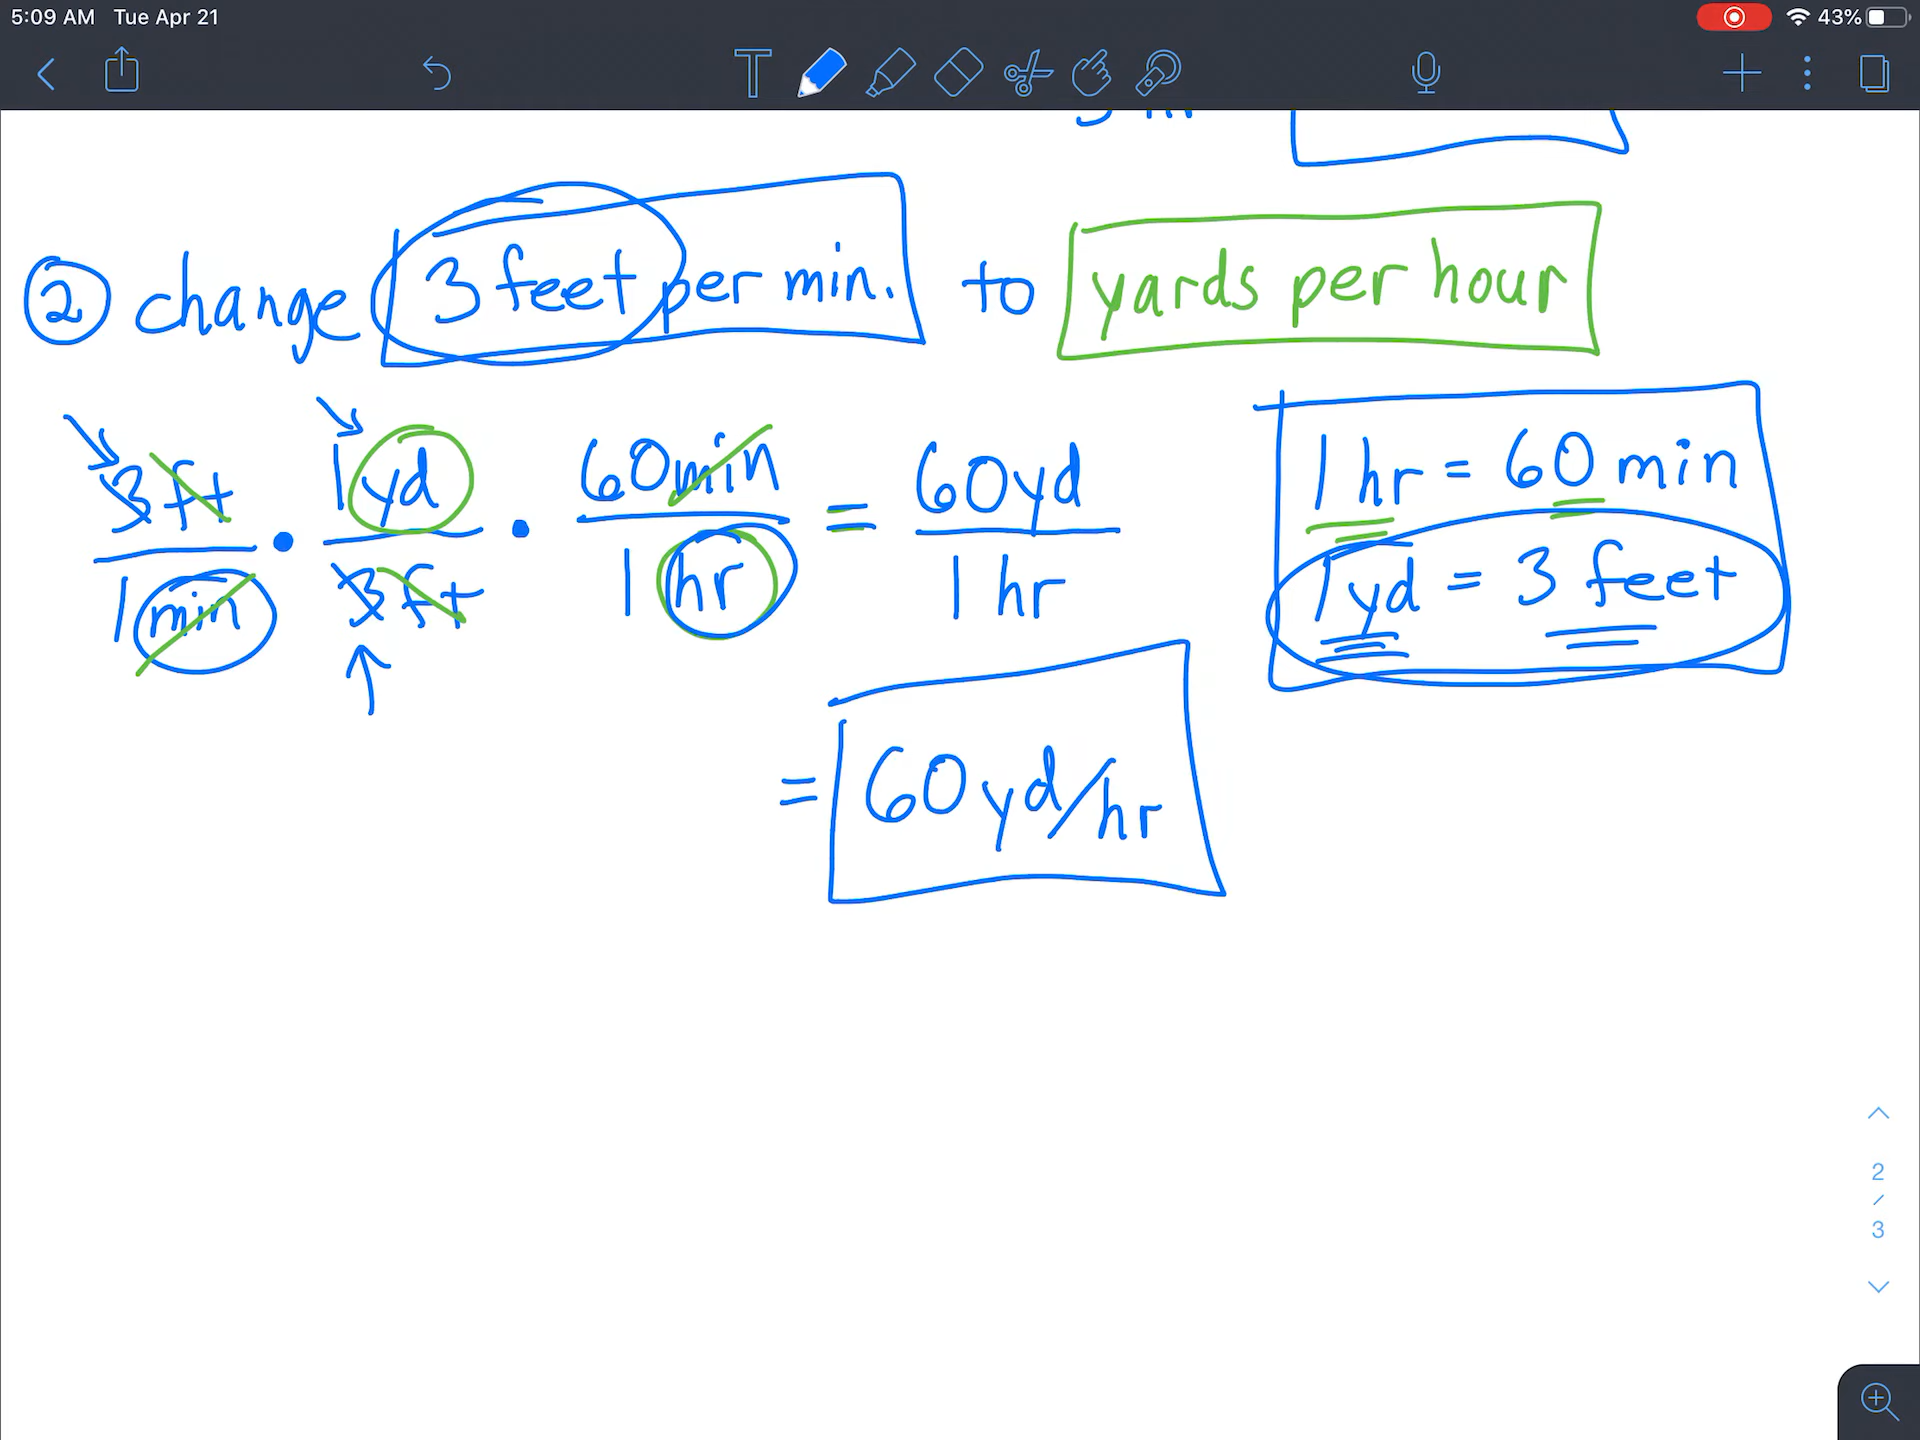 5:09 AM Tue Apr 21
43%
T
② change 3 feet per min. to yards per hour
3 ft / 1 min · 1 yd / 3 ft · 60 min / 1 hr = 60 yd / 1 hr
1 hr = 60 min
1 yd = 3 feet
= 60 yd/hr
2
/
3